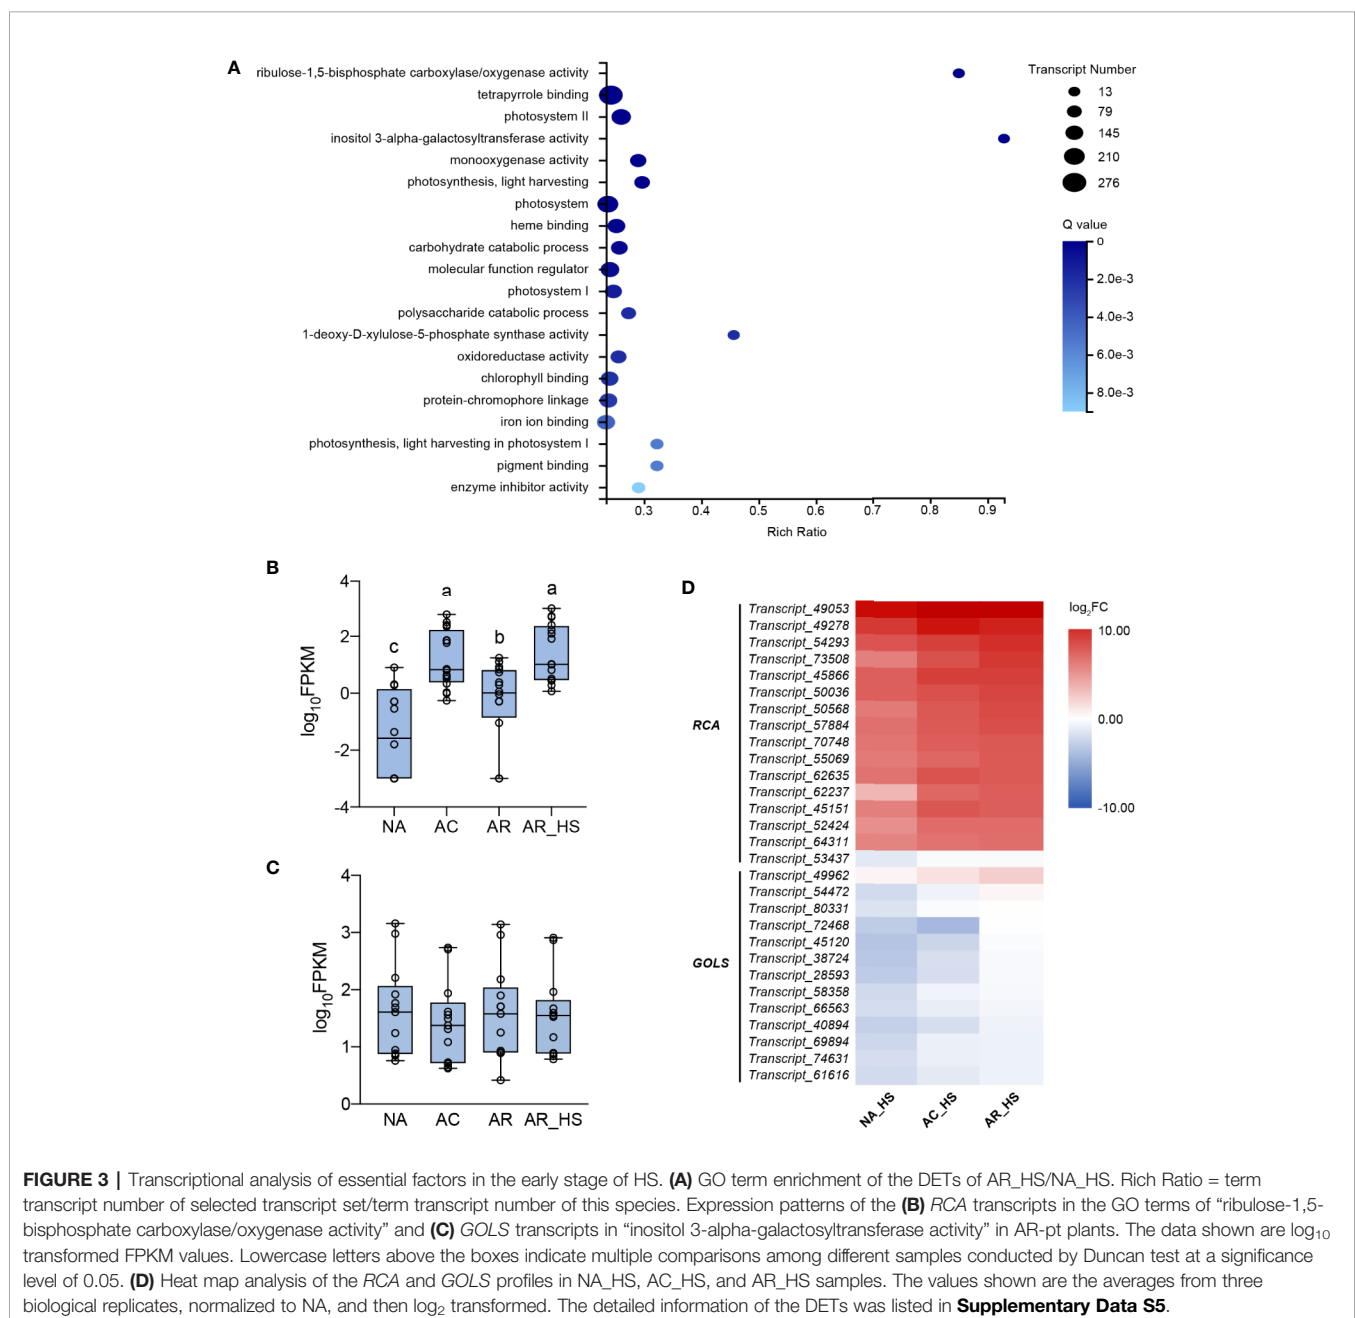 A
ribulose-1,5-bisphosphate carboxylase/oxygenase activity
tetrapyrrole binding
photosystem II
inositol 3-alpha-galactosyltransferase activity
monooxygenase activity
photosynthesis, light harvesting
photosystem
heme binding
carbohydrate catabolic process
molecular function regulator
photosystem I
polysaccharide catabolic process
1-deoxy-D-xylulose-5-phosphate synthase activity
oxidoreductase activity
chlorophyll binding
protein-chromophore linkage
iron ion binding
photosynthesis, light harvesting in photosystem I
pigment binding
enzyme inhibitor activity
0.3 0.4 0.5 0.6 0.7 0.8 0.9
Rich Ratio
Transcript Number
13
79
145
210
276
Q value
0
2.0e-3
4.0e-3
6.0e-3
8.0e-3
B
log10FPKM
4
2
0
-2
-4
c a b a
NA AC AR AR_HS
C
log10FPKM
4
3
2
1
0
NA AC AR AR_HS
D
RCA
Transcript_49053
Transcript_49278
Transcript_54293
Transcript_73508
Transcript_45866
Transcript_50036
Transcript_50568
Transcript_57884
Transcript_70748
Transcript_55069
Transcript_62635
Transcript_62237
Transcript_45151
Transcript_52424
Transcript_64311
Transcript_53437
GOLS
Transcript_49962
Transcript_54472
Transcript_80331
Transcript_72468
Transcript_45120
Transcript_38724
Transcript_28593
Transcript_58358
Transcript_66563
Transcript_40894
Transcript_69894
Transcript_74631
Transcript_61616
NA_HS AC_HS AR_HS
log2FC
10.00
0.00
-10.00
FIGURE 3 | Transcriptional analysis of essential factors in the early stage of HS. (A) GO term enrichment of the DETs of AR_HS/NA_HS. Rich Ratio = term
transcript number of selected transcript set/term transcript number of this species. Expression patterns of the (B) RCA transcripts in the GO terms of “ribulose-1,5-
bisphosphate carboxylase/oxygenase activity” and (C) GOLS transcripts in “inositol 3-alpha-galactosyltransferase activity” in AR-pt plants. The data shown are log10
transformed FPKM values. Lowercase letters above the boxes indicate multiple comparisons among different samples conducted by Duncan test at a significance
level of 0.05. (D) Heat map analysis of the RCA and GOLS profiles in NA_HS, AC_HS, and AR_HS samples. The values shown are the averages from three
biological replicates, normalized to NA, and then log2 transformed. The detailed information of the DETs was listed in Supplementary Data S5.